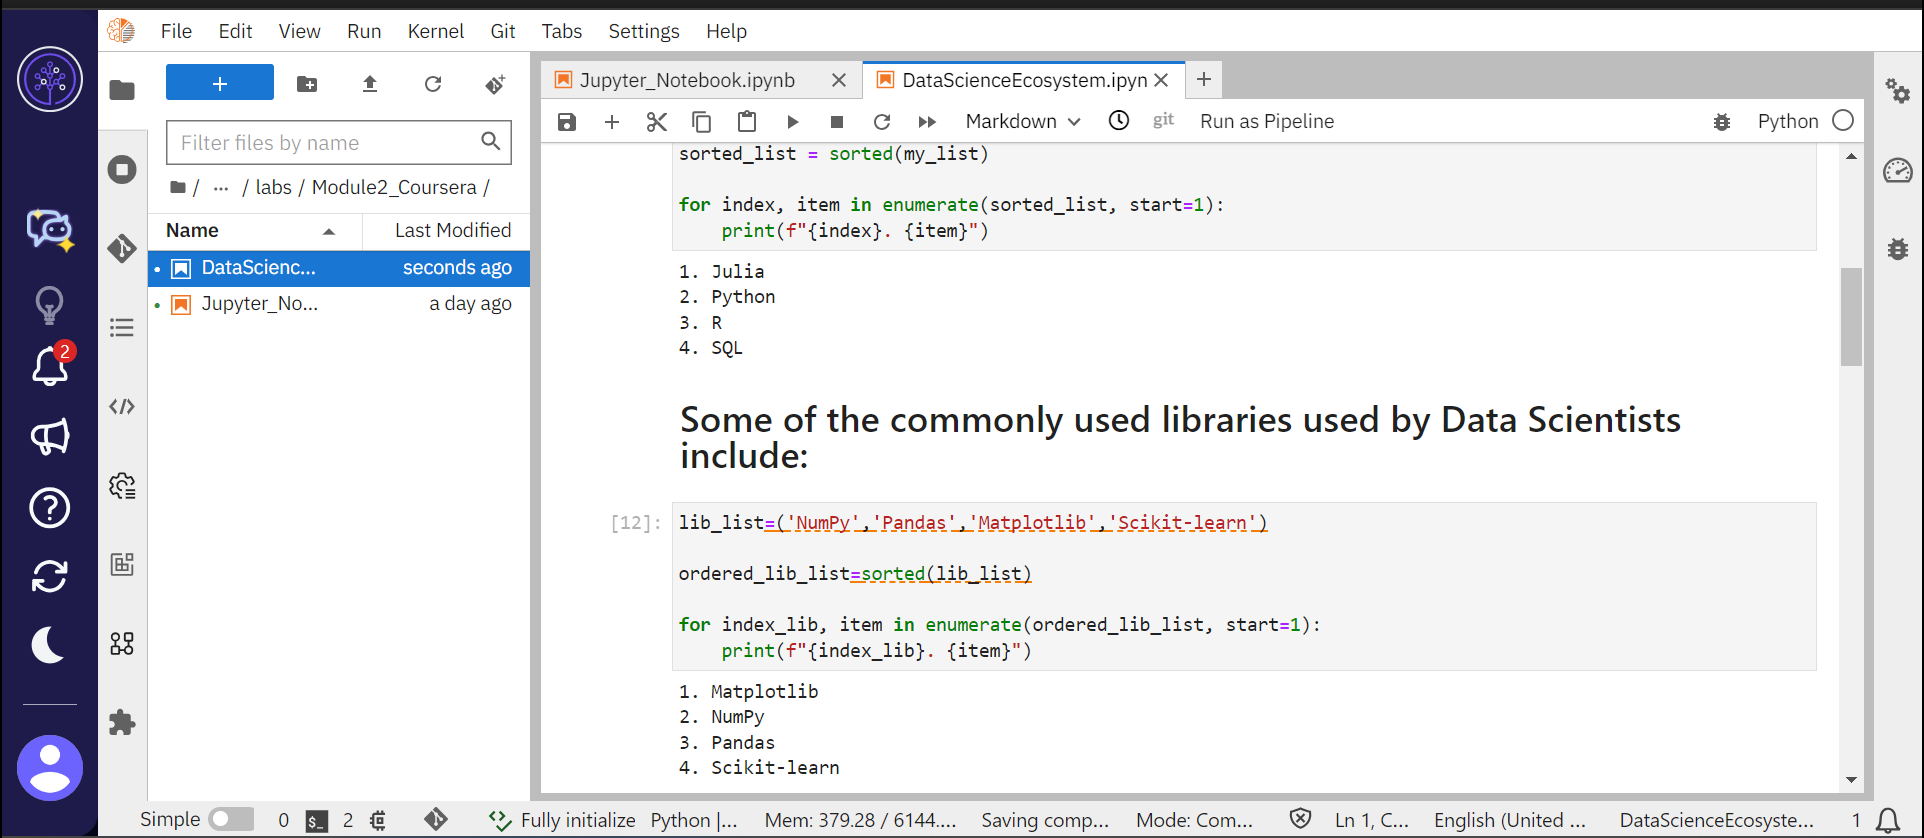 File Edit View Run Kernel Git Tabs Settings Help
+
Filter files by name
/ ... / labs / Module2_Coursera /
Name Last Modified
DataScienc... seconds ago
Jupyter_No... a day ago
2
Jupyter_Notebook.ipynb
DataScienceEcosystem.ipyn
Markdown
git
Run as Pipeline
Python
sorted_list = sorted(my_list)
for index, item in enumerate(sorted_list, start=1):
    print(f"{index}. {item}")
1. Julia
2. Python
3. R
4. SQL
Some of the commonly used libraries used by Data Scientists
include:
[12]:
lib_list=('NumPy','Pandas','Matplotlib','Scikit-learn')
ordered_lib_list=sorted(lib_list)
for index_lib, item in enumerate(ordered_lib_list, start=1):
    print(f"{index_lib}. {item}")
1. Matplotlib
2. NumPy
3. Pandas
4. Scikit-learn
Simple 0 $_ 2 Fully initialize Python |... Mem: 379.28 / 6144.... Saving comp... Mode: Com... Ln 1, C... English (United ... DataScienceEcosyste... 1